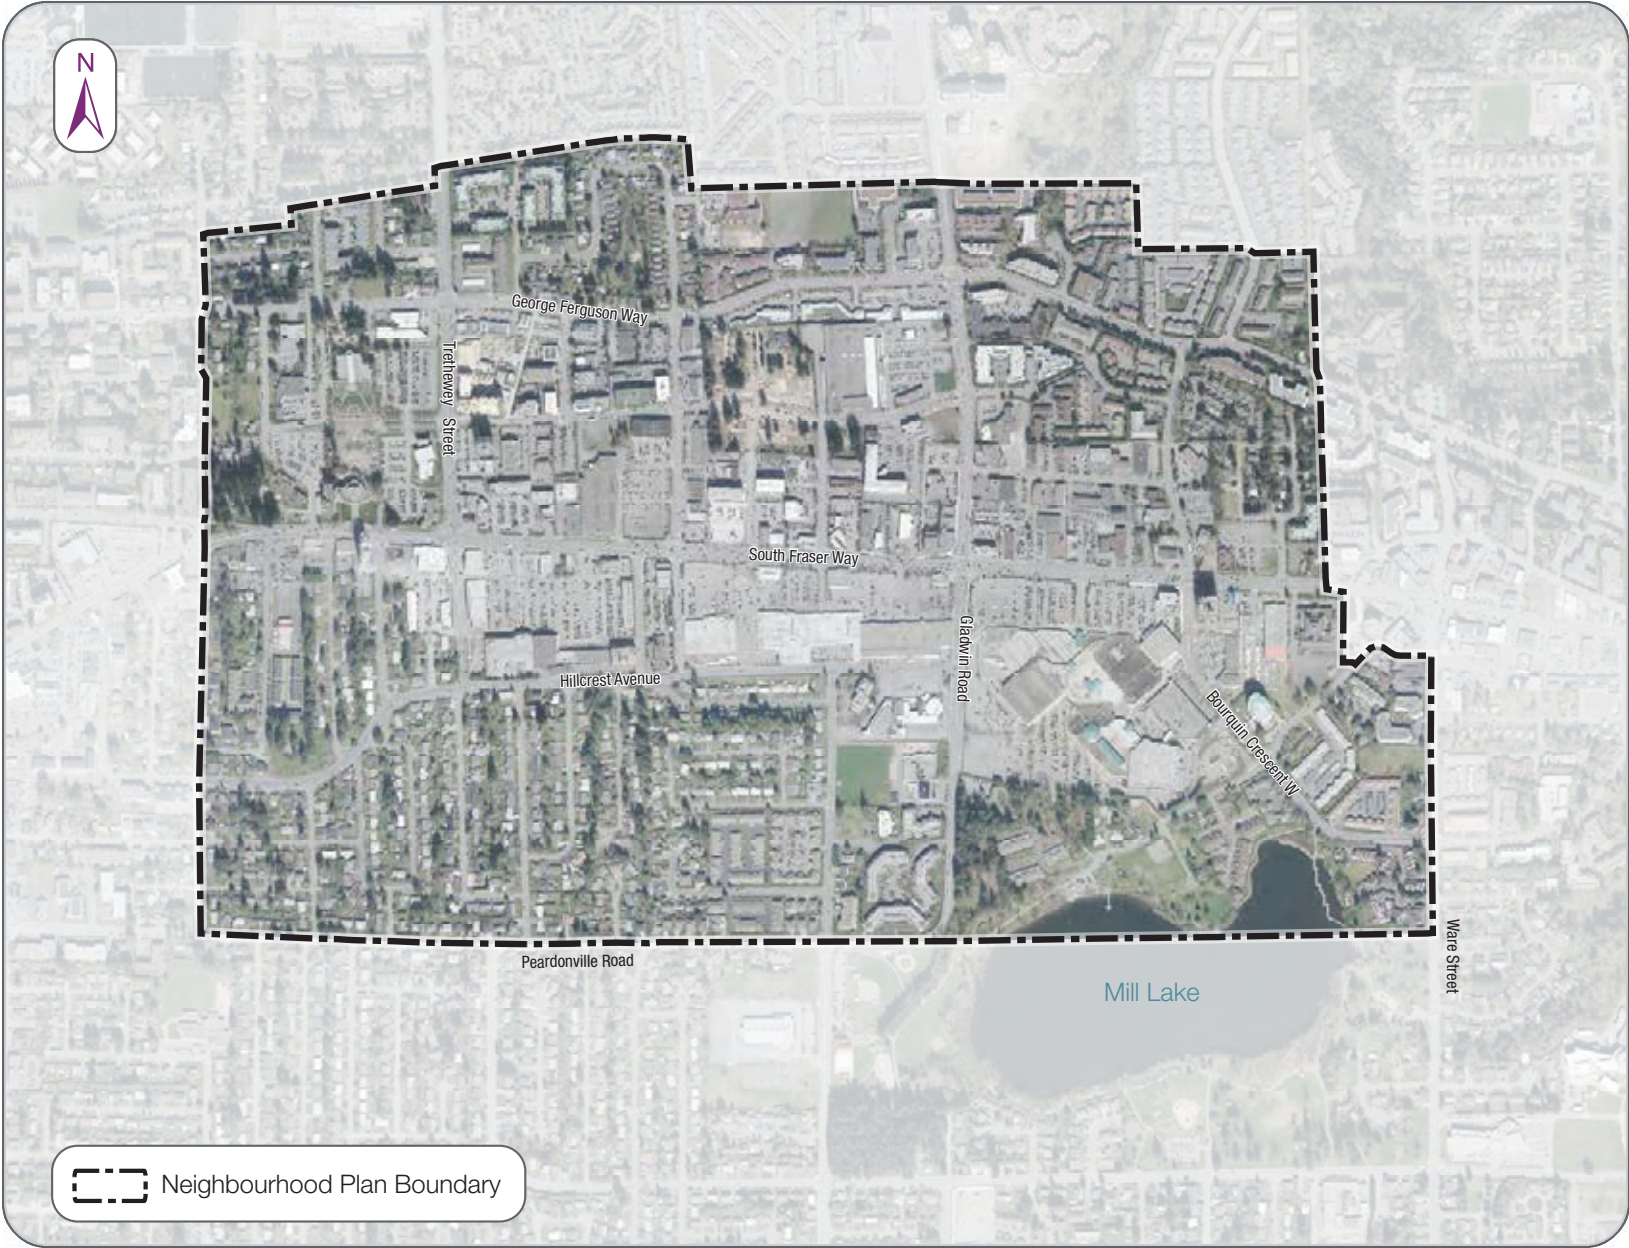 N
George Ferguson Way
Trethewey Street
South Fraser Way
Gladwin Road
Hillcrest Avenue
Bourquin Crescent W
Peardonville Road
Ware Street
Mill Lake
Neighbourhood Plan Boundary